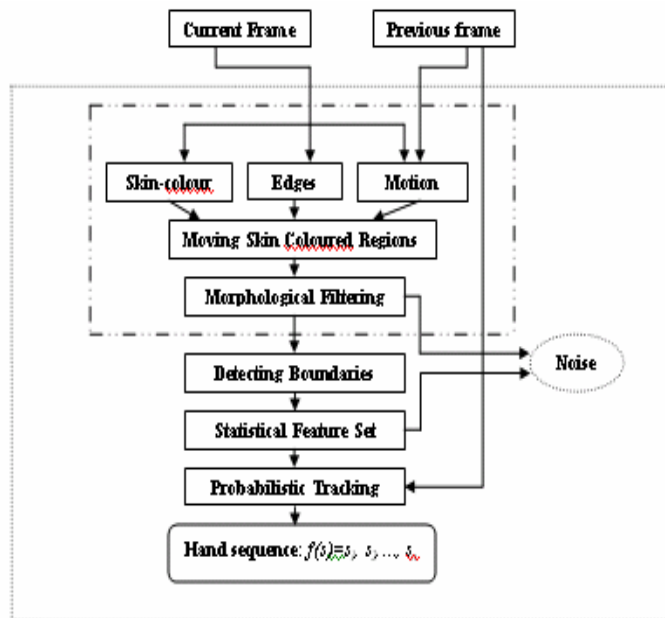 Current Frame
Previous frame
Skin-colour
Edges
Motion
Moving Skin Coloured Regions
Morphological Filtering
Noise
Detecting Boundaries
Statistical Feature Set
Probabilistic Tracking
Hand sequence: f(s)=s, s, ..., s